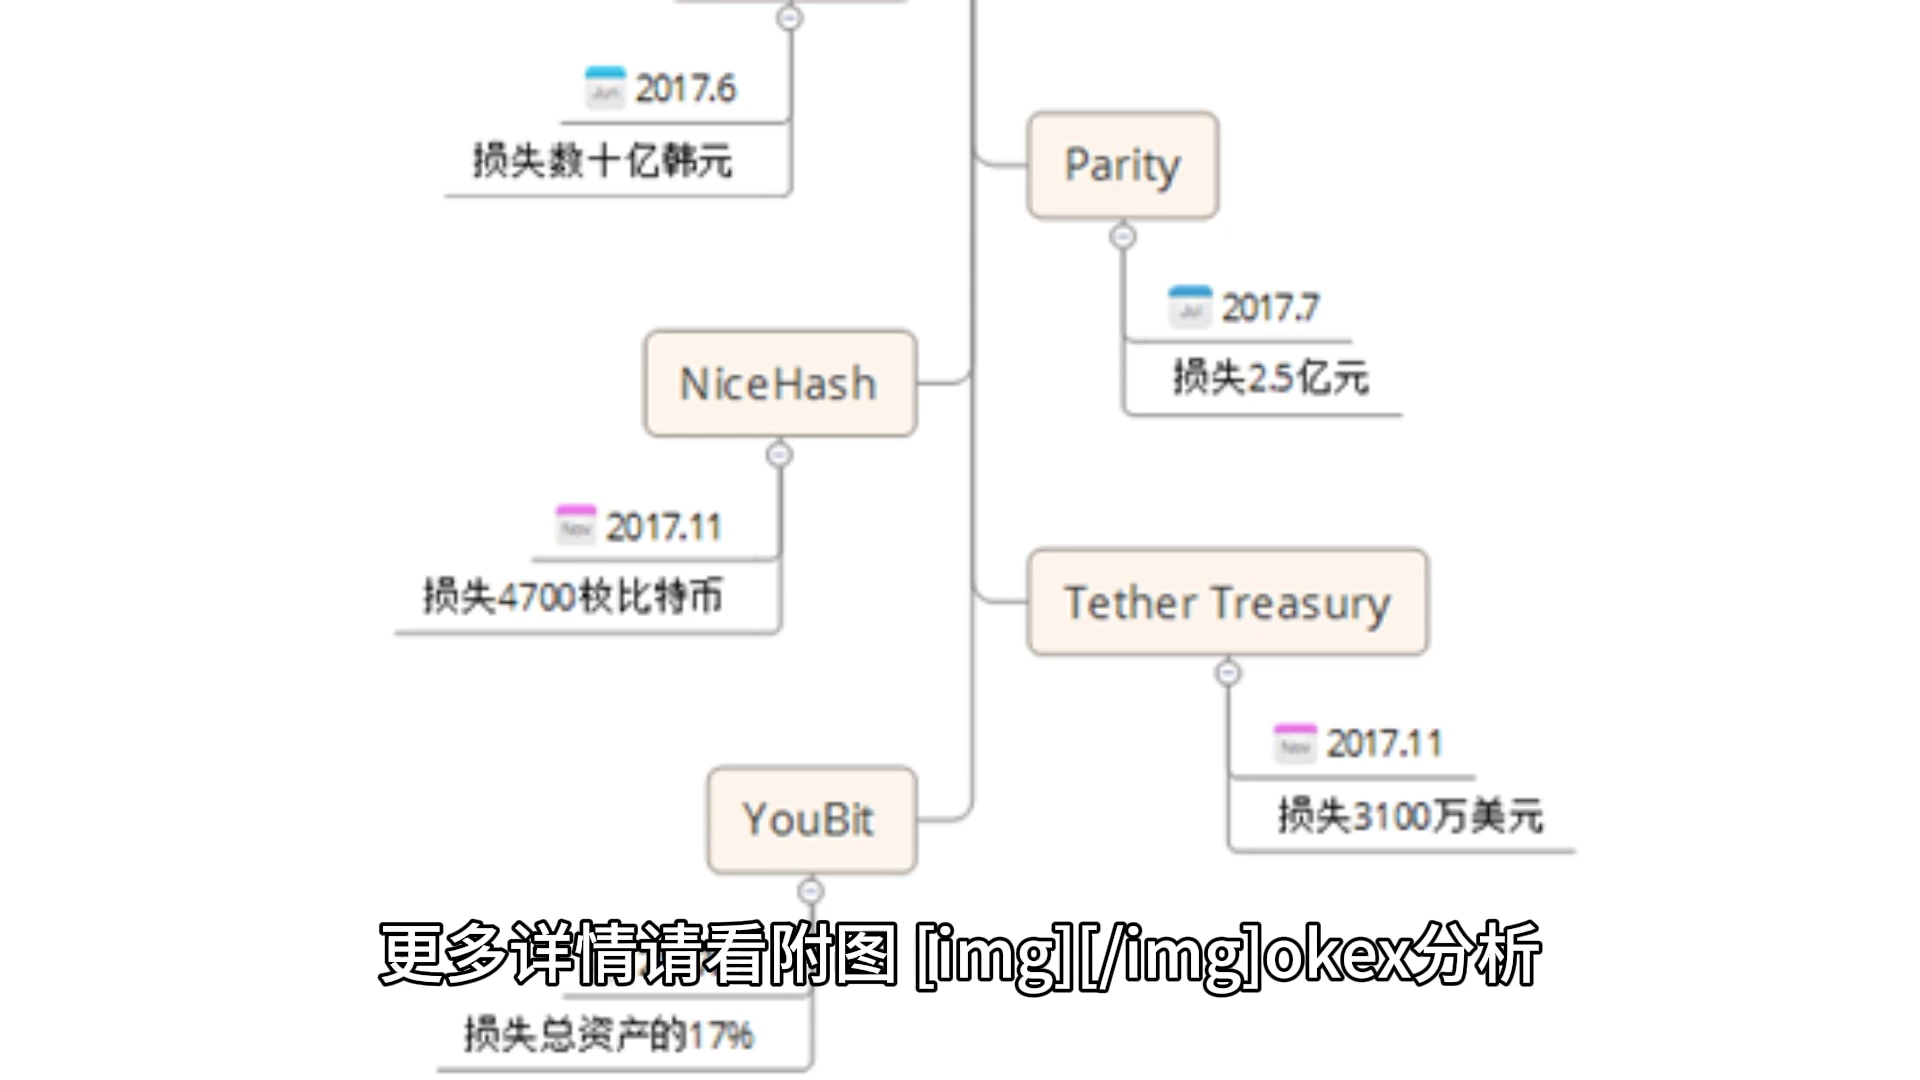 2017.6
损失数十亿韩元
Parity
2017.7
损失2.5亿元
NiceHash
2017.11
损失4700枚比特币
Tether Treasury
2017.11
损失3100万美元
YouBit
更多详情请看附图 [img][/img]okex分析
损失总资产的17%